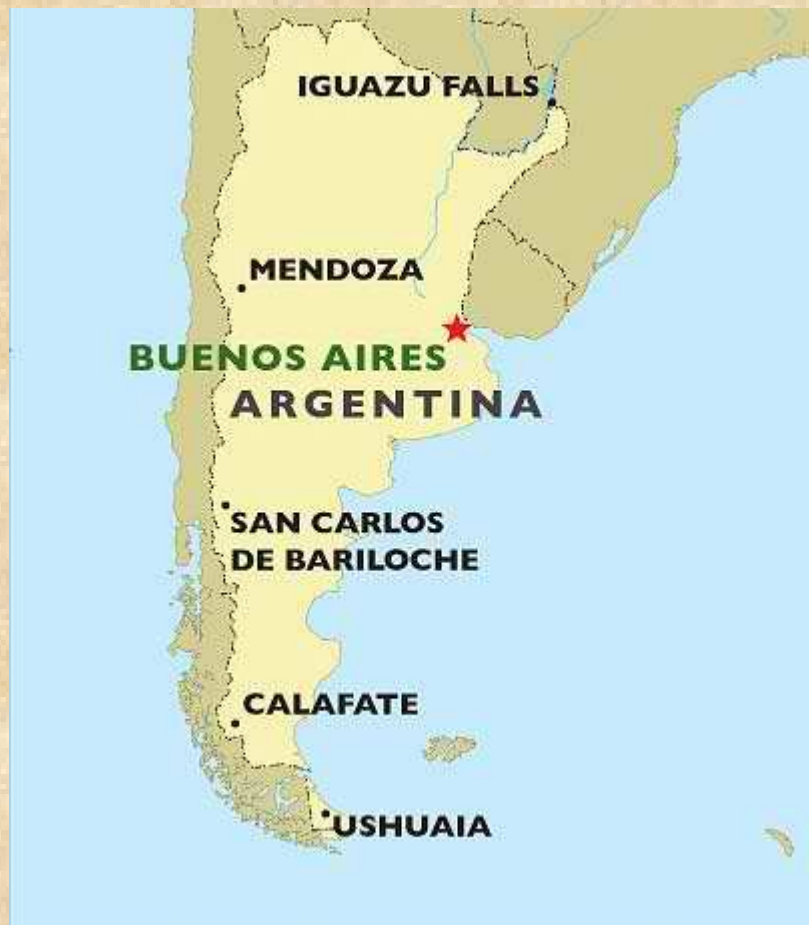 IGUAZU FALLS
MENDOZA
BUENOS AIRES
ARGENTINA
SAN CARLOS
DE BARILOCHE
CALAFATE
USHUAIA